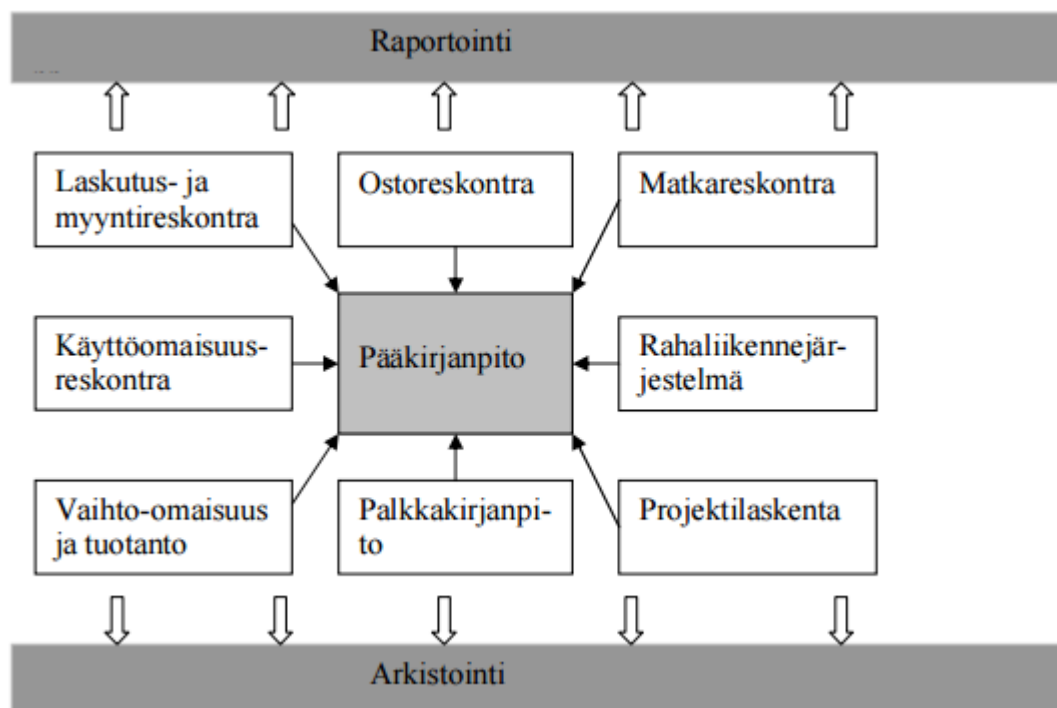 Raportointi
Laskutus- ja
myyntireskontra
Ostoreskontra
Matkareskontra
Käyttöomaisuus-
reskontra
Pääkirjanpito
Rahaliikennejär-
jestelmä
Vaihto-omaisuus
ja tuotanto
Palkkakirjanpi-
to
Projektilaskenta
Arkistointi